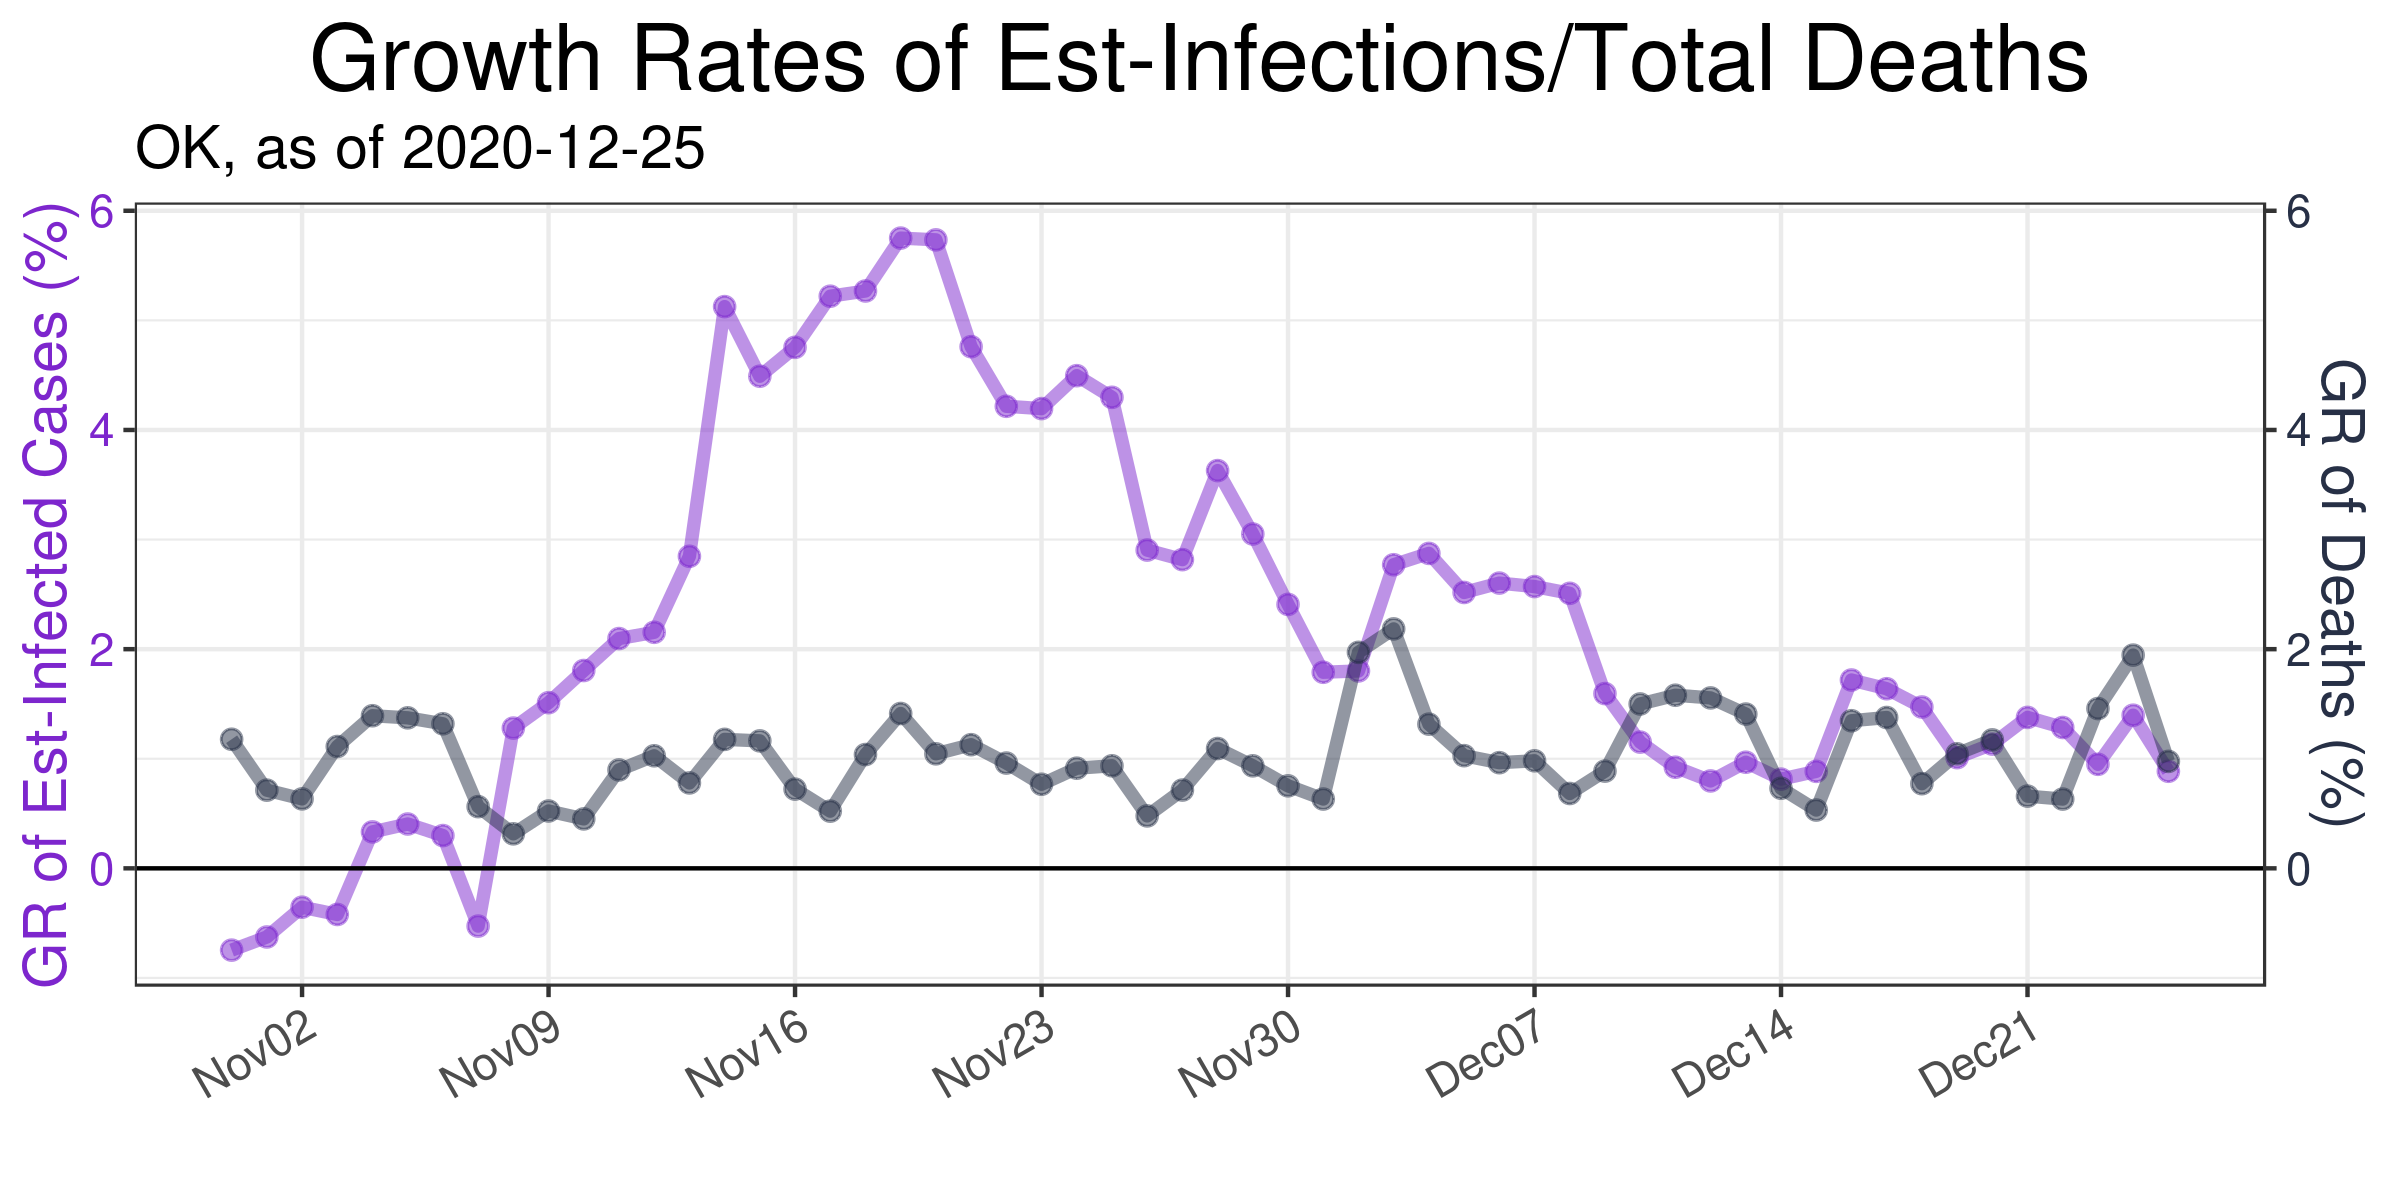 Growth Rates of Est-Infections/Total Deaths
OK, as of 2020-12-25
GR of Est-Infected Cases (%)
6
4
2
0
6
4
2
0
GR of Deaths (%)
Nov02
Nov09
Nov16
Nov23
Nov30
Dec07
Dec14
Dec21